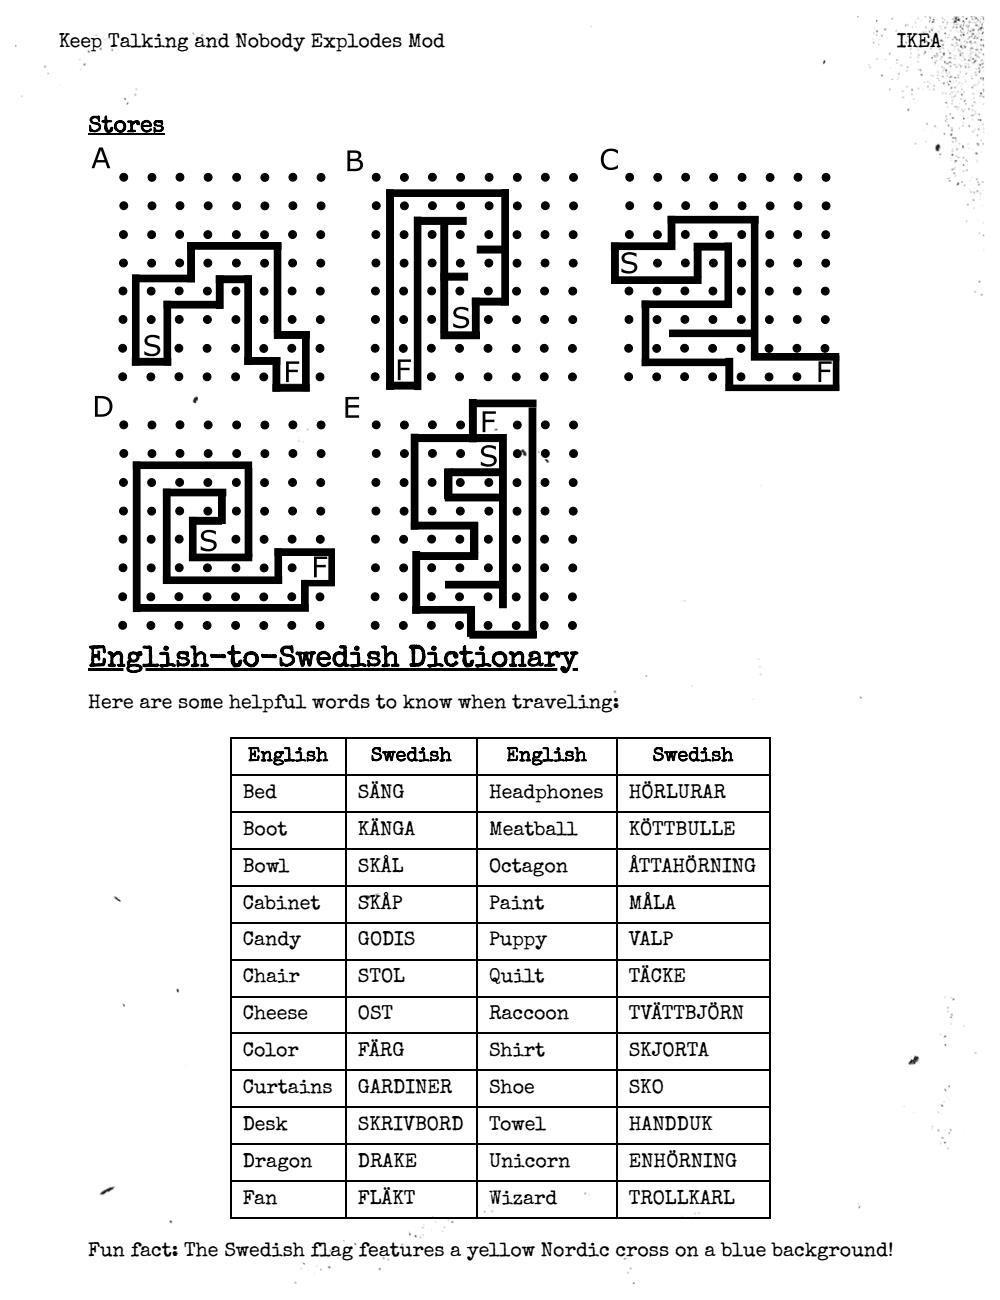 Keep Talking and Nobody Explodes Mod IKEA
Stores
A B C
S
S
S
F
F
F
D E
F
S
S
F
English-to-Swedish Dictionary
Here are some helpful words to know when traveling:
English Swedish English Swedish
Bed SÄNG Headphones HÖRLURAR
Boot KÄNGA Meatball KÖTTBULLE
Bowl SKÅL Octagon ÅTTAHÖRNING
Cabinet SKÅP Paint MÅLA
Candy GODIS Puppy VALP
Chair STOL Quilt TÄCKE
Cheese OST Raccoon TVÄTTBJÖRN
Color FÄRG Shirt SKJORTA
Curtains GARDINER Shoe SKO
Desk SKRIVBORD Towel HANDDUK
Dragon DRAKE Unicorn ENHÖRNING
Fan FLÄKT Wizard TROLLKARL
Fun fact: The Swedish flag features a yellow Nordic cross on a blue background!